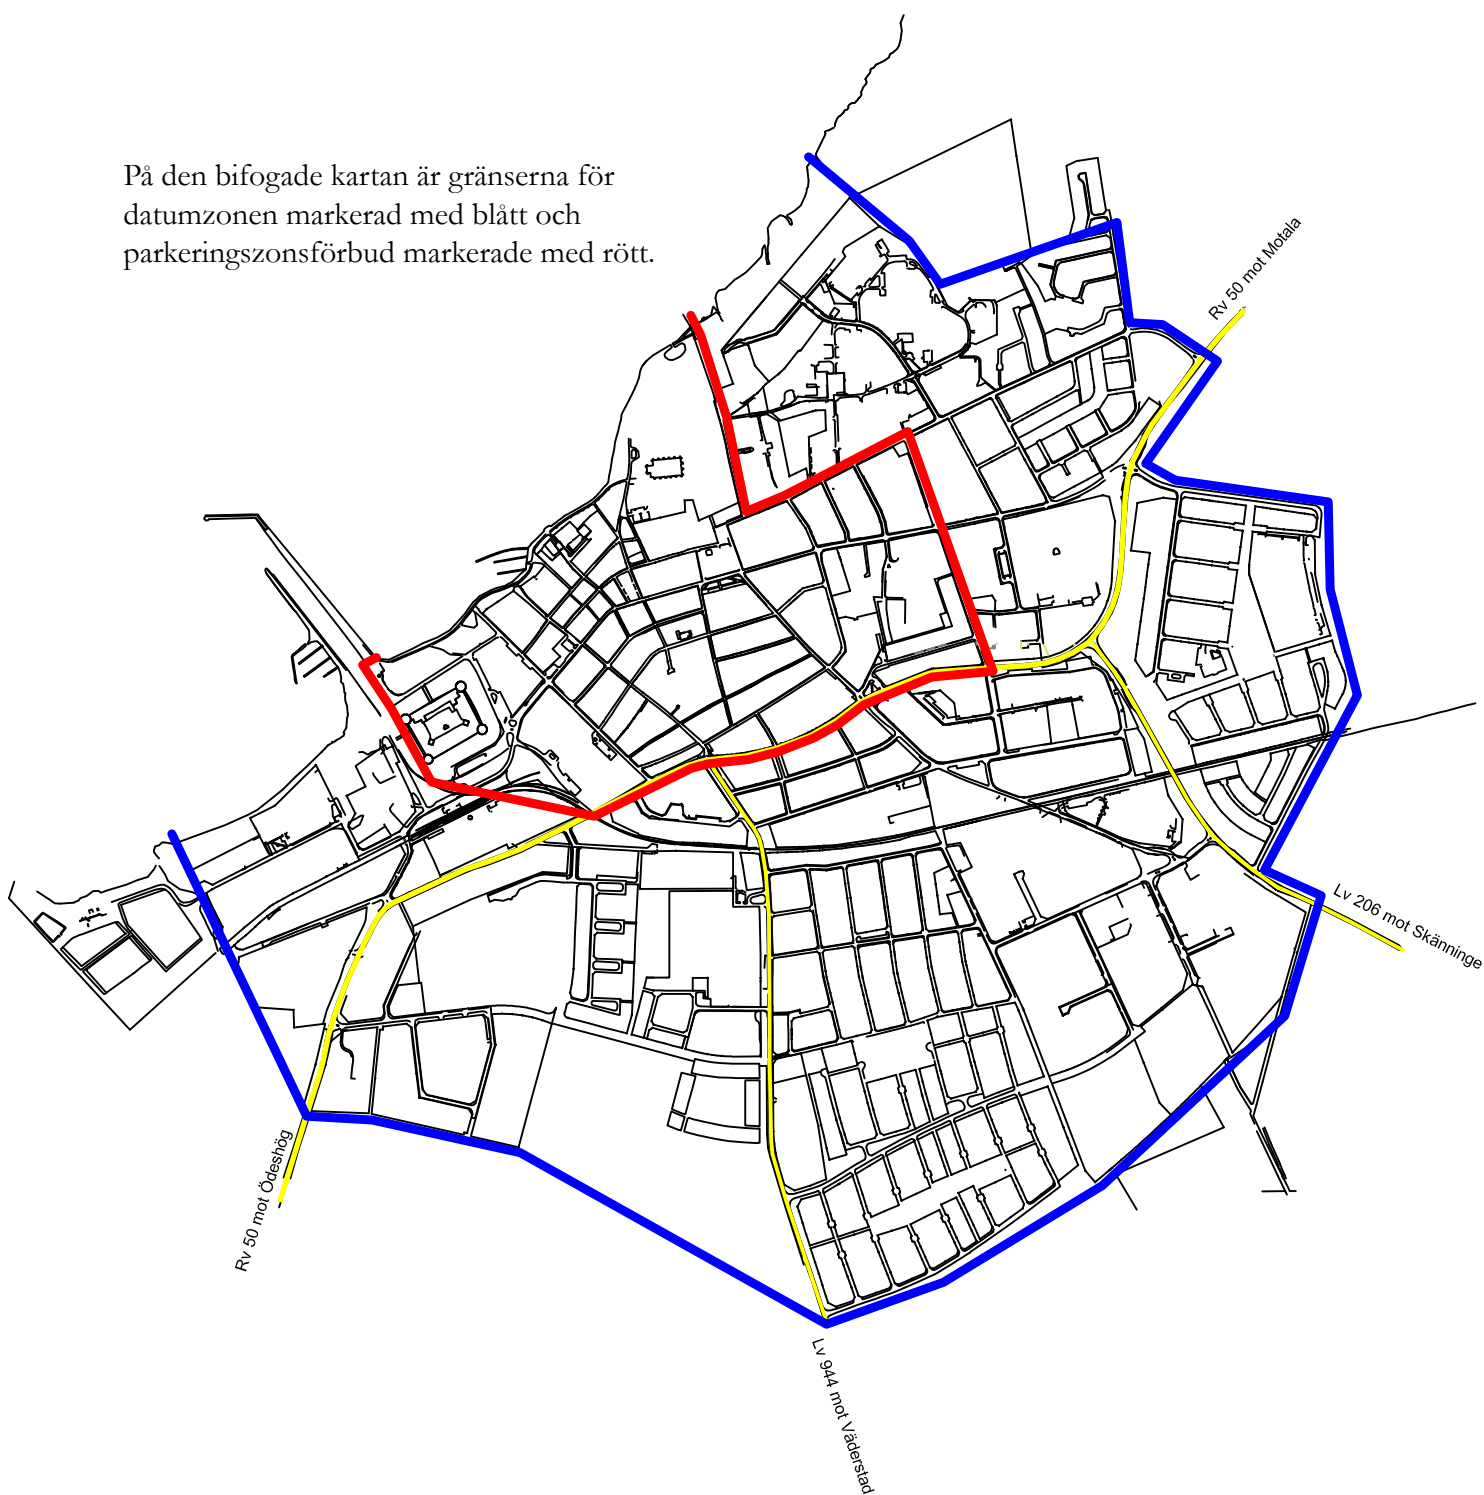 På den bifogade kartan är gränserna för
datumzonen markerad med blått och
parkeringszonsförbud markerade med rött.
Rv 50 mot Motala
Lv 206 mot Skänninge
Rv 50 mot Ödeshög
Lv 944 mot Väderstad